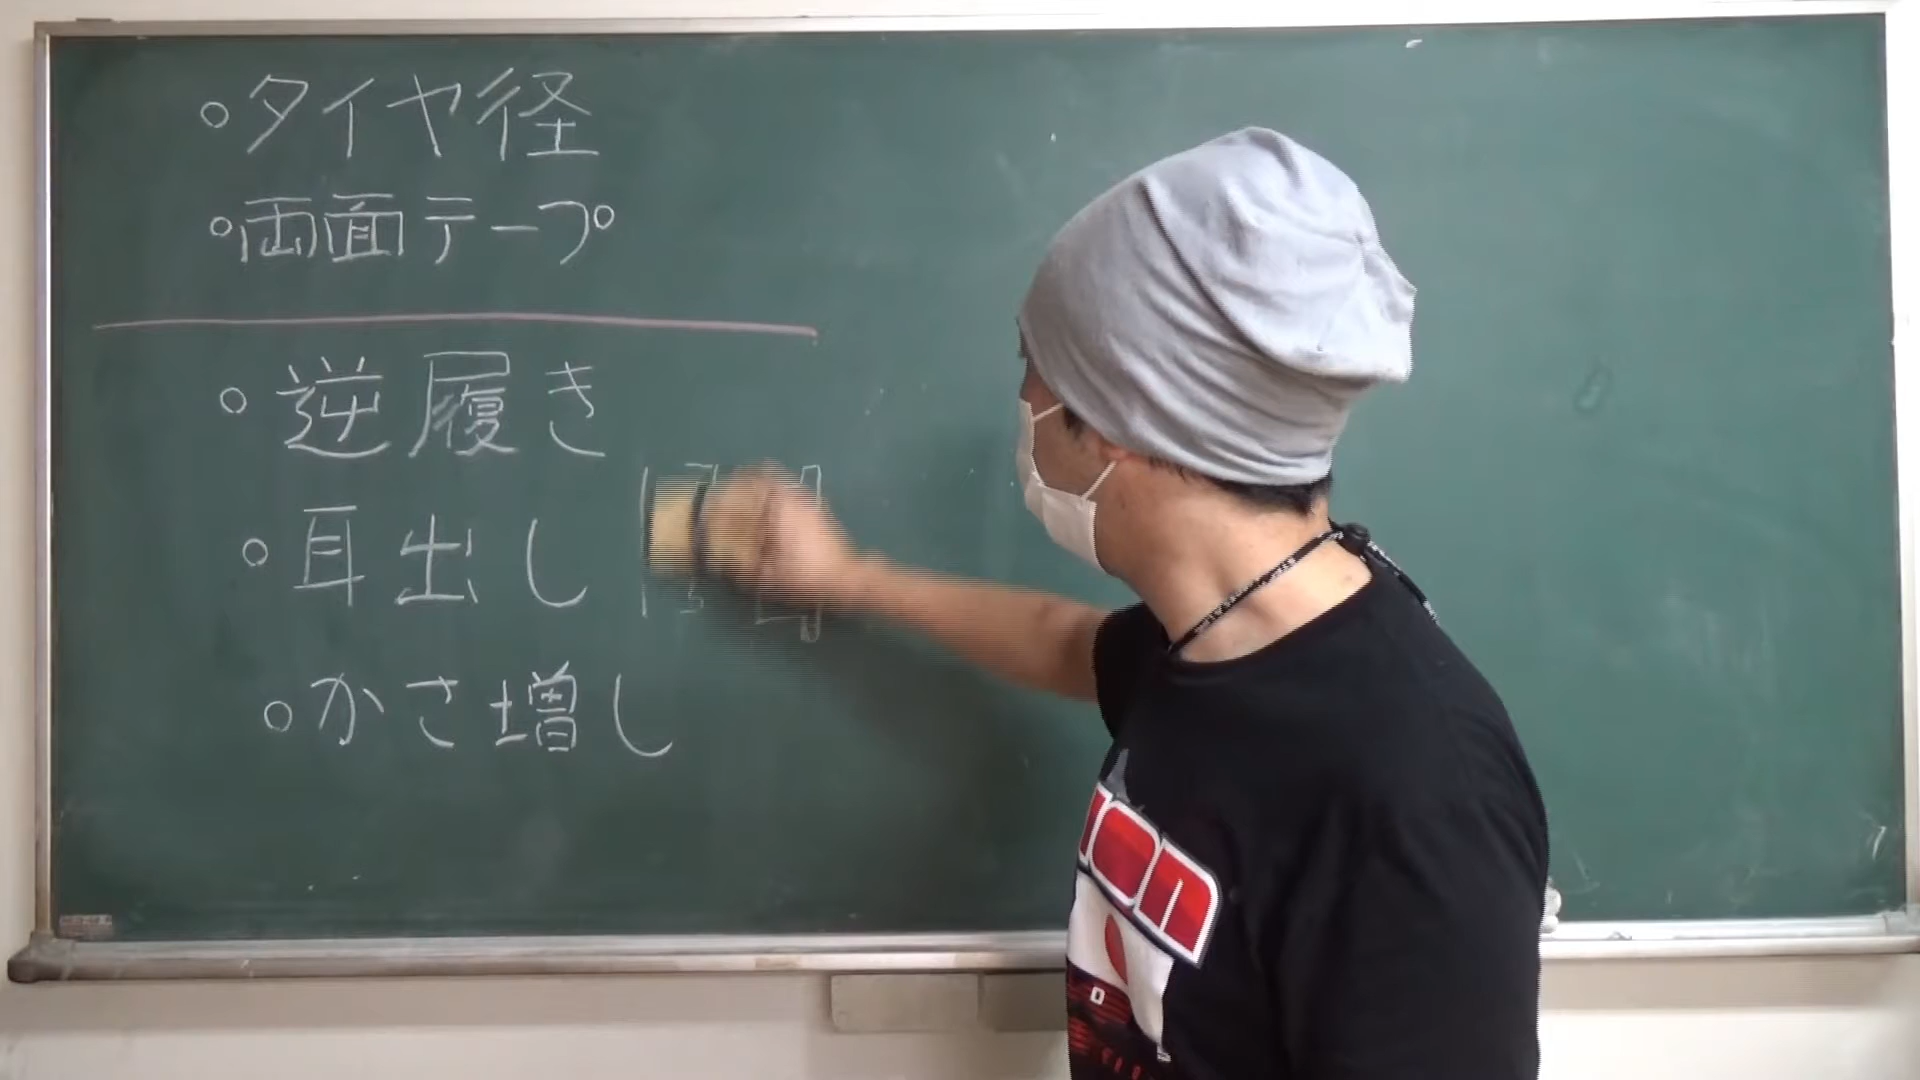 ○タイヤ径
○両面テープ
○逆履き
○耳出し
○かさ増し